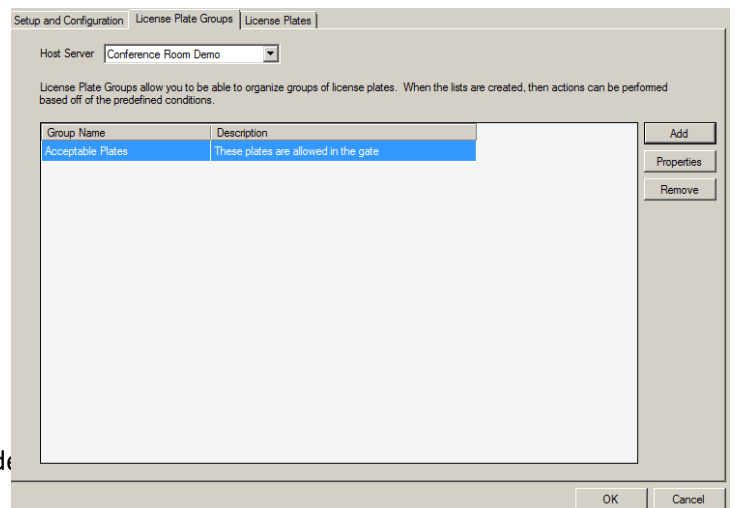 Setup and Configuration License Plate Groups License Plates
Host Server Conference Room Demo
License Plate Groups allow you to be able to organize groups of license plates. When the lists are created, then actions can be performed
based off of the predefined conditions.
Group Name Description Add
Acceptable Plates These plates are allowed in the gate
Properties
Remove
OK Cancel